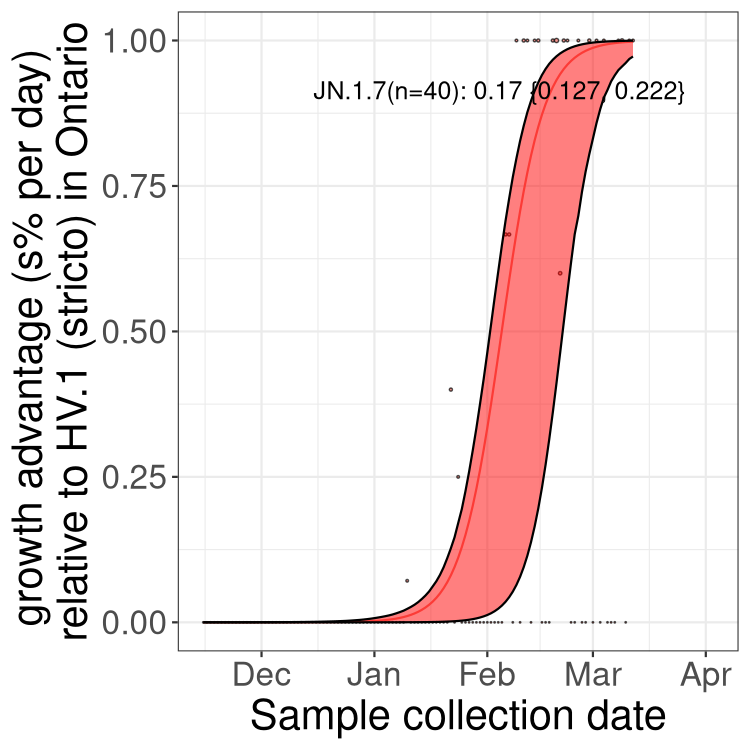 growth advantage (s% per day)
relative to HV.1 (stricto) in Ontario
1.00
0.75
0.50
0.25
0.00
JN.1.7(n=40): 0.17 {0.127, 0.222}
Dec Jan Feb Mar Apr
Sample collection date